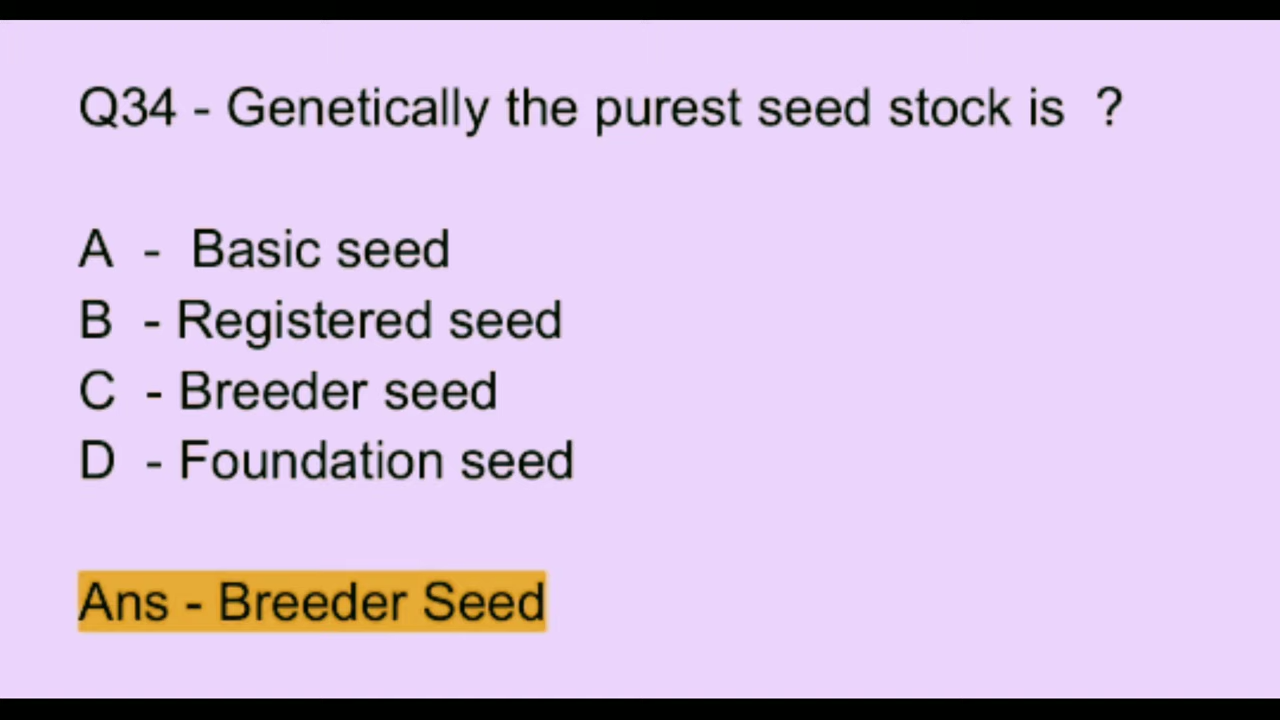 Q34 - Genetically the purest seed stock is ?
A - Basic seed
B - Registered seed
C - Breeder seed
D - Foundation seed
Ans - Breeder Seed